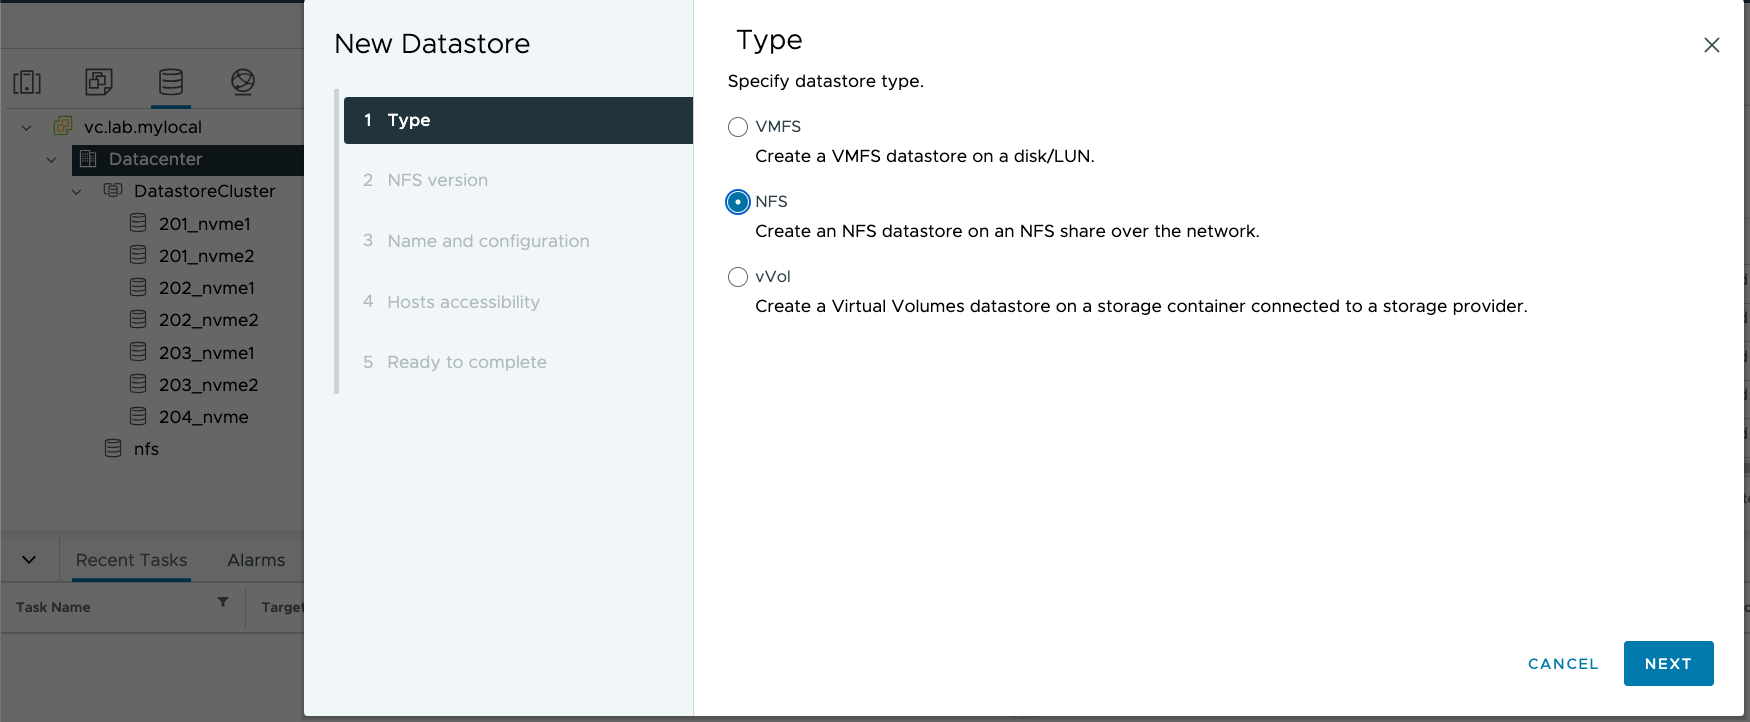 New Datastore
1 Type
2 NFS version
3 Name and configuration
4 Hosts accessibility
5 Ready to complete
Type
Specify datastore type.
VMFS
Create a VMFS datastore on a disk/LUN.
NFS
Create an NFS datastore on an NFS share over the network.
vVol
Create a Virtual Volumes datastore on a storage container connected to a storage provider.
CANCEL
NEXT
vc.lab.mylocal
Datacenter
DatastoreCluster
201_nvme1
201_nvme2
202_nvme1
202_nvme2
203_nvme1
203_nvme2
204_nvme
nfs
Recent Tasks
Alarms
Task Name
Target